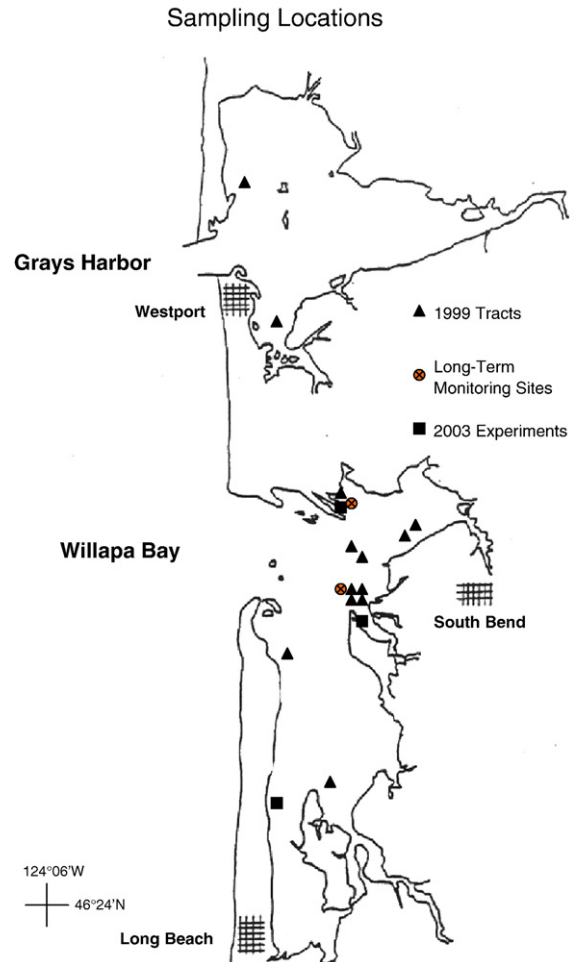 Sampling Locations
Grays Harbor
Westport
1999 Tracts
Long-Term
Monitoring Sites
2003 Experiments
Willapa Bay
South Bend
124°06'W
46°24'N
Long Beach